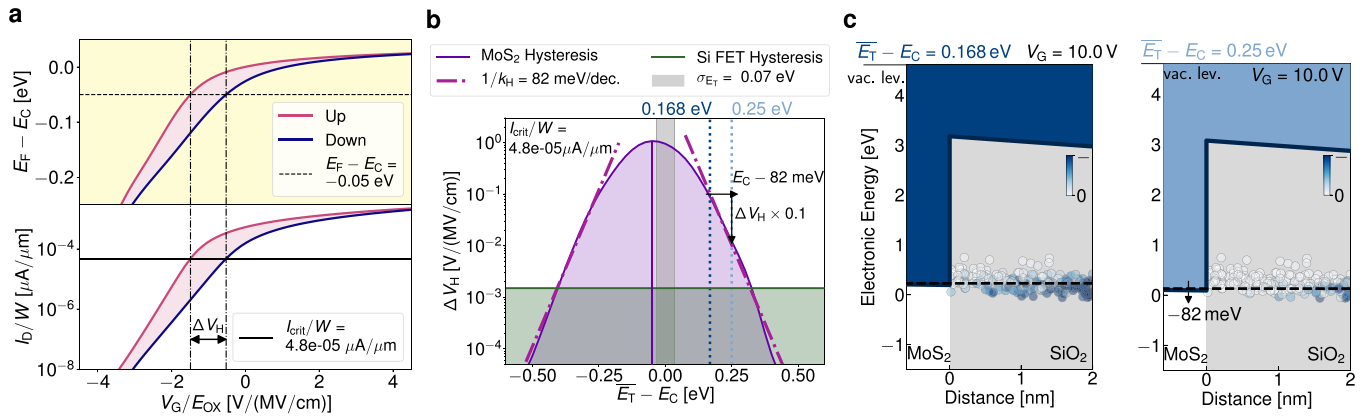 a
0.0
−0.1
−0.2
E_F − E_C [eV]
Up
Down
E_F − E_C =
−0.05 eV
10⁻⁴
10⁻⁶
10⁻⁸
I_D/W [μA/μm]
ΔV_H
I_crit/W =
4.8e-05 μA/μm
−4 −2 0 2 4
V_G/E_OX [V/(MV/cm)]
b
MoS₂ Hysteresis
1/k_H = 82 meV/dec.
Si FET Hysteresis
σ_{E_T} = 0.07 eV
0.168 eV 0.25 eV
I_crit/W =
4.8e-05μA/μm
10⁰
10⁻¹
10⁻²
10⁻³
10⁻⁴
ΔV_H [V/(MV/cm)]
E_C − 82 meV
ΔV_H × 0.1
−0.50 −0.25 0.00 0.25 0.50
E̅_T̅ − E_C [eV]
c
E̅_T̅ − E_C = 0.168 eV V_G = 10.0 V
vac. lev.
4
3
2
1
0
−1
Electronic Energy [eV]
−
0
MoS₂ SiO₂
0 1 2
Distance [nm]
E̅_T̅ − E_C = 0.25 eV
vac. lev. V_G = 10.0 V
4
3
2
1
0
−1
−
0
−82 meV
MoS₂ SiO₂
0 1 2
Distance [nm]